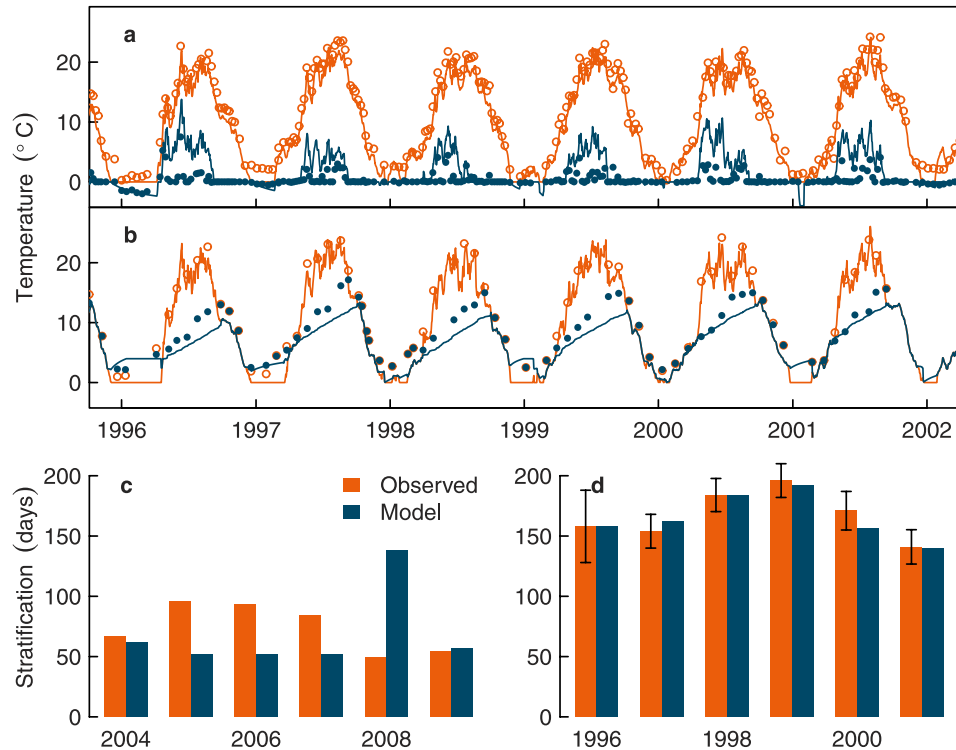 a
20
10
0
Temperature (°C)
b
20
10
0
1996 1997 1998 1999 2000 2001 2002
c
Observed
Model
200
150
100
50
0
Stratification (days)
2004 2006 2008
d
200
150
100
50
0
1996 1998 2000